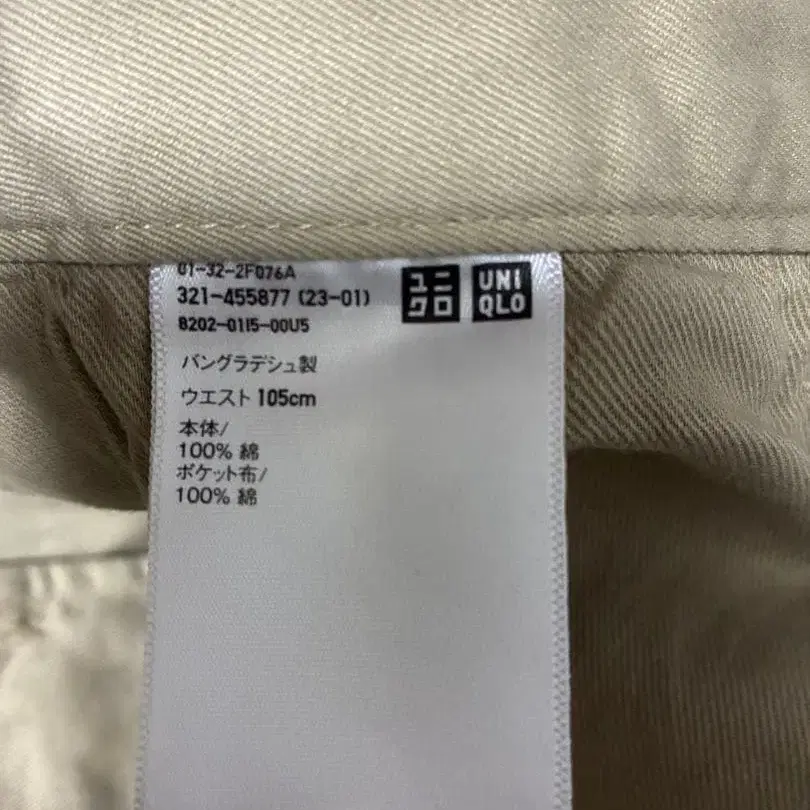 01-32-2F076A
321-455877 (23-01)
8202-01I5-00U5
ユニ
クロ
UNI
QLO
バングラデシュ製
ウエスト 105cm
本体/
100% 綿
ポケット布/
100% 綿